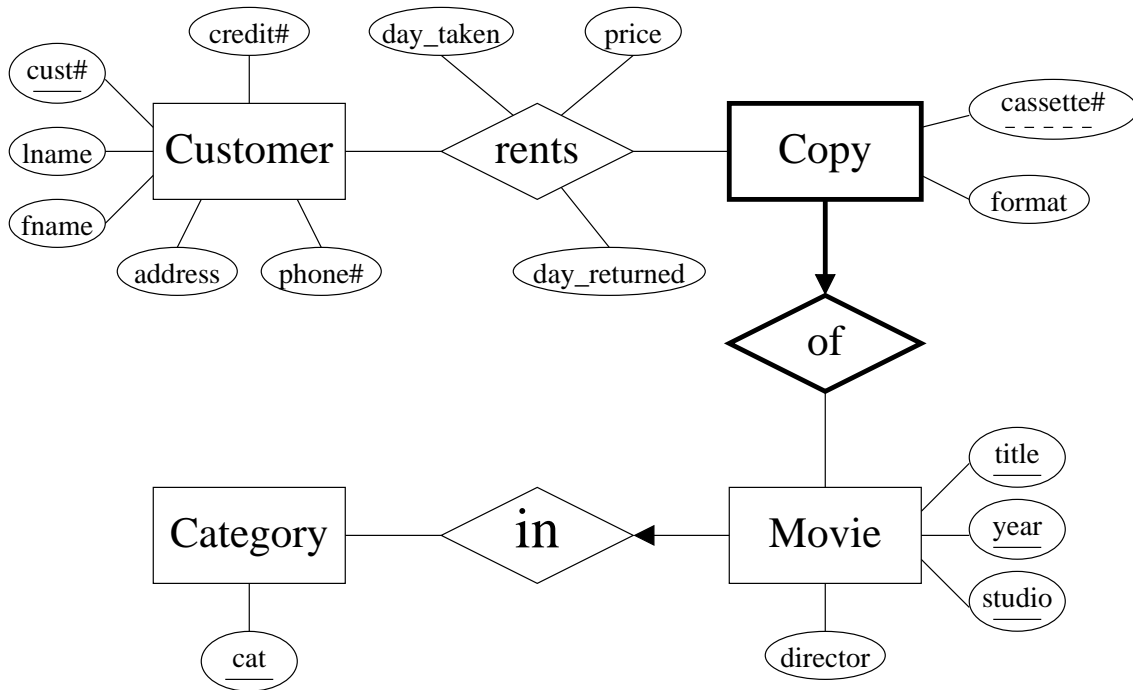 credit#
day_taken
price
cust#
cassette#
Customer
rents
Copy
lname
format
fname
address
phone#
day_returned
of
title
Category
in
Movie
year
studio
cat
director